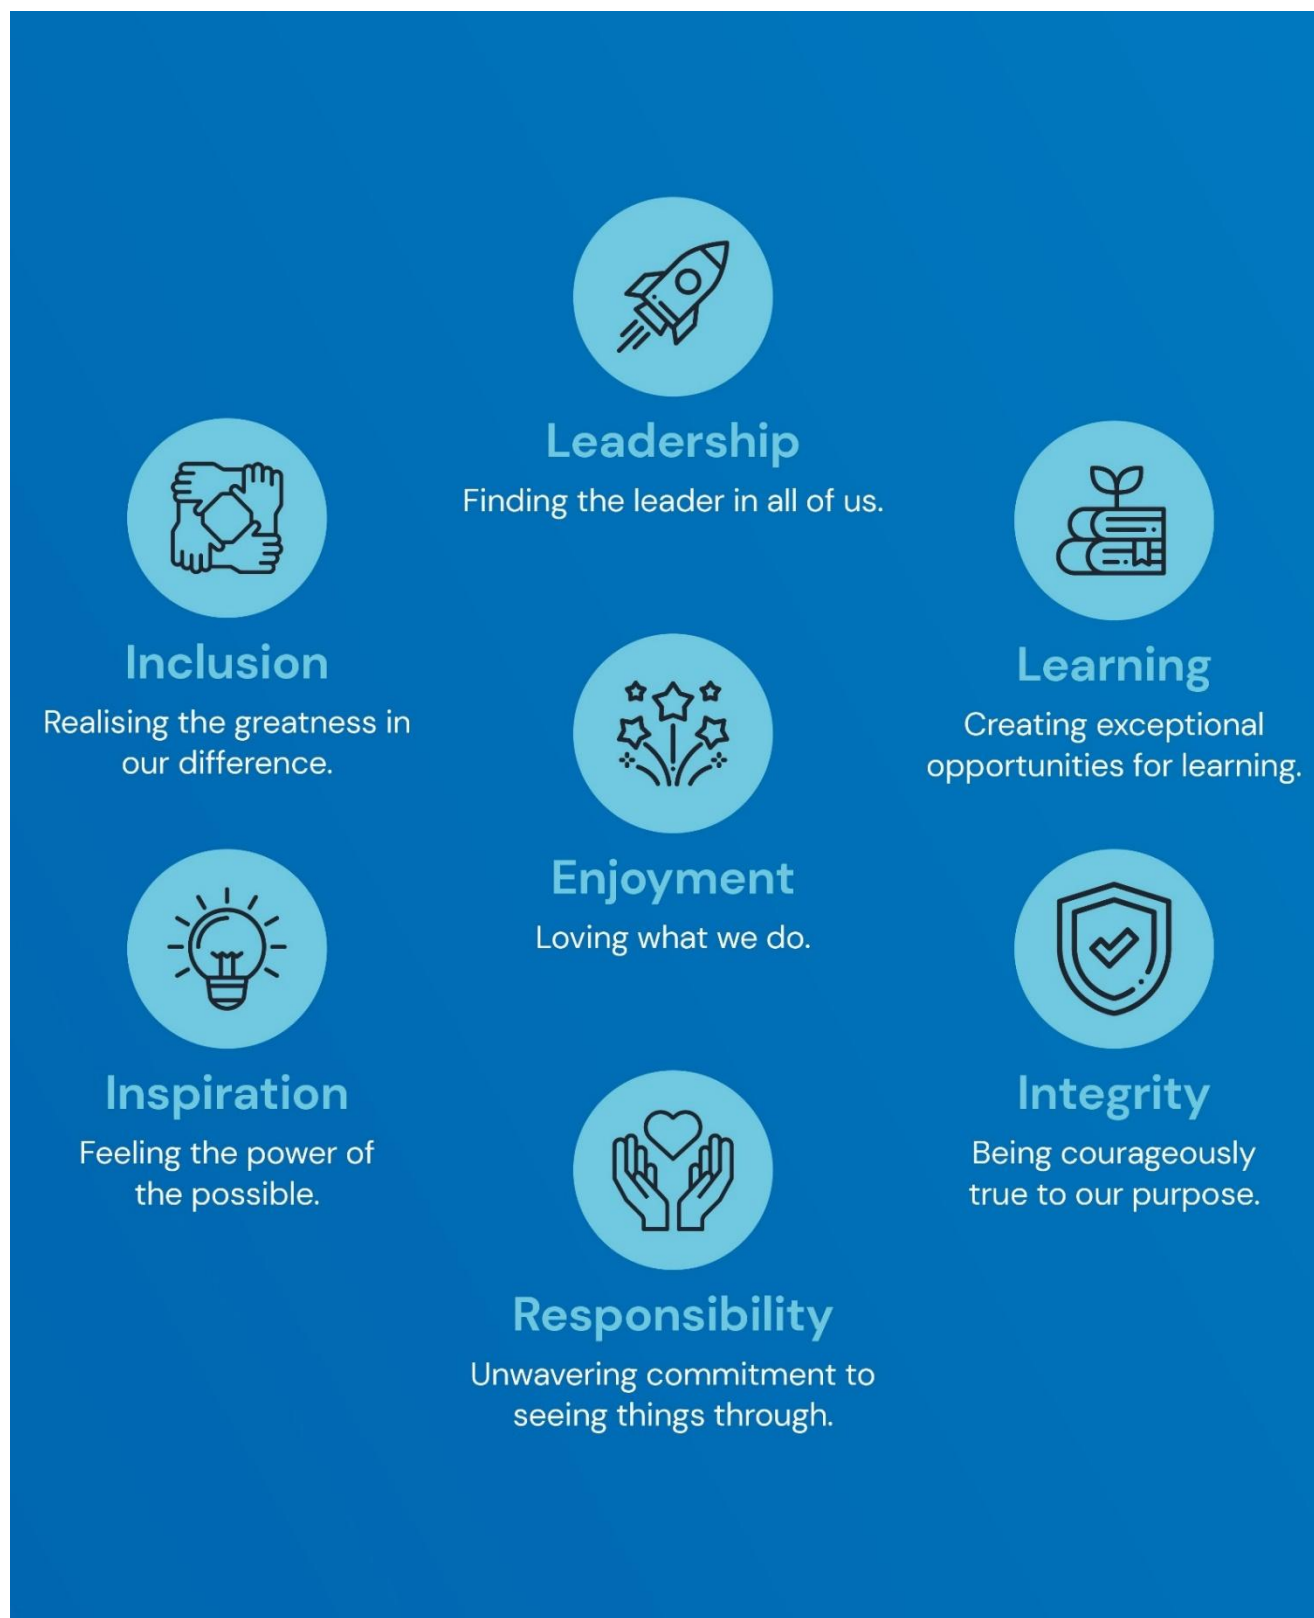 Leadership
Finding the leader in all of us.
Inclusion
Realising the greatness in
our difference.
Learning
Creating exceptional
opportunities for learning.
Enjoyment
Loving what we do.
Inspiration
Feeling the power of
the possible.
Integrity
Being courageously
true to our purpose.
Responsibility
Unwavering commitment to
seeing things through.